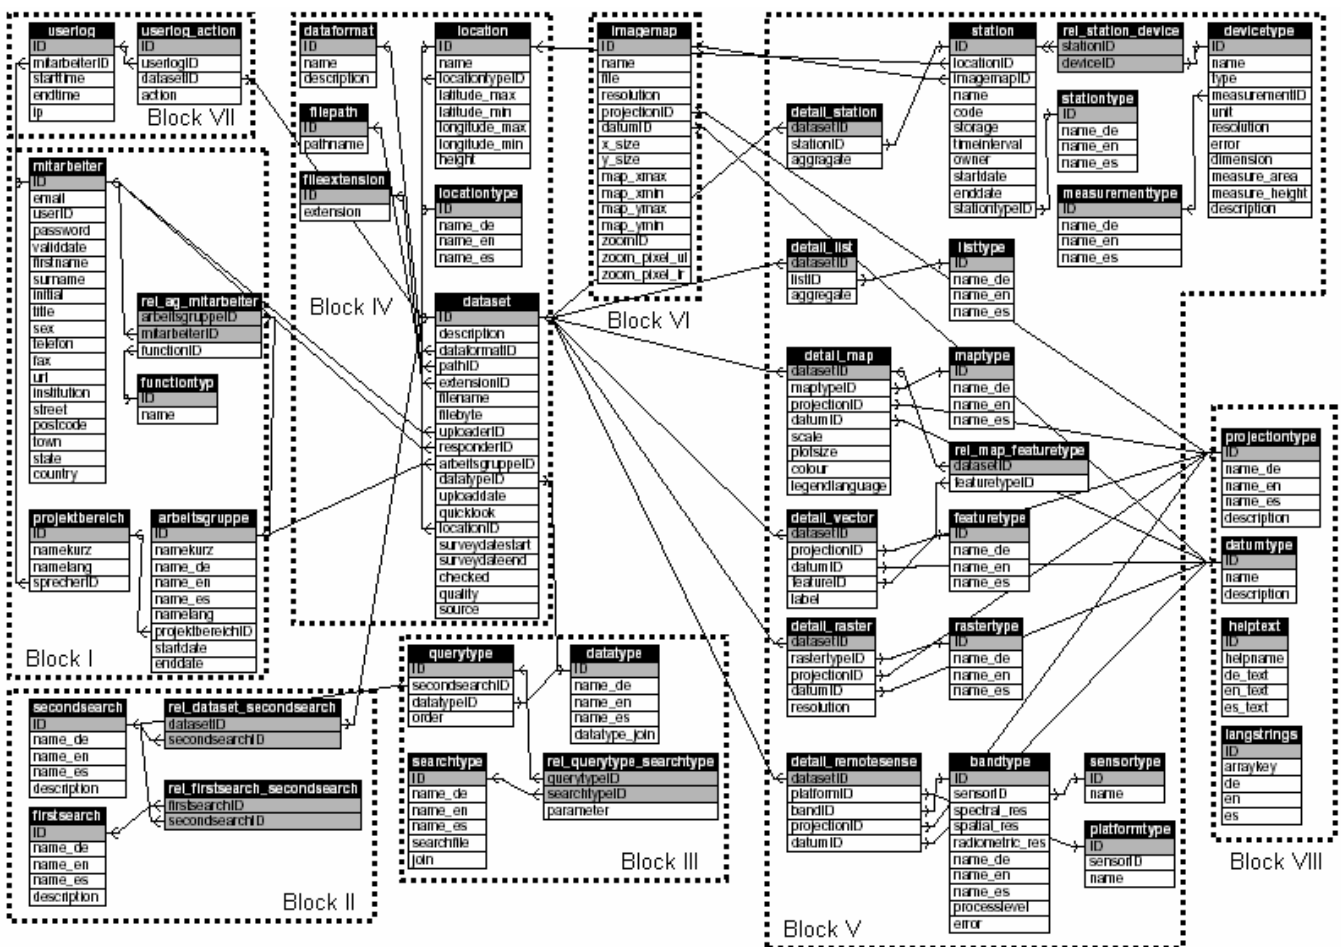 userlog
ID
mitarbeiterID
starttime
endtime
ip
userlog_action
ID
userlogID
datasetID
action
Block VII
mitarbeiter
ID
email
userID
password
validdate
firstname
surname
initial
title
sex
telefon
fax
url
institution
street
postcode
town
state
country
rel_ag_mitarbeiter
arbeitsgruppeID
mitarbeiterID
functionID
functiontyp
ID
name
projektbereich
ID
namekurz
namelang
sprecherID
arbeitsgruppe
ID
namekurz
name_de
name_en
name_es
namelang
projektbereichID
startdate
enddate
Block I
secondsearch
ID
name_de
name_en
name_es
description
rel_dataset_secondsearch
datasetID
secondsearchID
firstsearch
ID
name_de
name_en
name_es
description
rel_firstsearch_secondsearch
firstsearchID
secondsearchID
Block II
dataformat
ID
name
description
filepath
ID
pathname
fileextension
ID
extension
location
ID
name
locationtypeID
latitude_max
latitude_min
longitude_max
longitude_min
height
locationtype
ID
name_de
name_en
name_es
Block IV
dataset
ID
description
dataformatID
pathID
extensionID
filename
filebyte
uploaderID
responderID
arbeitsgruppeID
datatypeID
uploaddate
quicklook
locationID
surveydatestart
surveydateend
checked
quality
source
querytype
ID
secondsearchID
datatypeID
order
datatype
ID
name_de
name_en
name_es
datatype_join
searchtype
ID
name_de
name_en
name_es
searchfile
join
rel_querytype_searchtype
querytypeID
searchtypeID
parameter
Block III
imagemap
ID
name
file
resolution
projectionID
datumID
x_size
y_size
map_xmax
map_xmin
map_ymax
map_ymin
zoomID
zoom_pixel_ul
zoom_pixel_lr
Block VI
detail_station
datasetID
stationID
aggragate
station
ID
locationID
imagemapID
name
code
storage
timeinterval
owner
startdate
enddate
stationtypeID
rel_station_device
stationID
deviceID
stationtype
ID
name_de
name_en
name_es
measurementtype
ID
name_de
name_en
name_es
devicetype
ID
name
type
measurementID
unit
resolution
error
dimension
measure_area
measure_height
description
detail_list
datasetID
listID
aggregate
listtype
ID
name_de
name_en
name_es
detail_map
datasetID
maptypeID
projectionID
datumID
scale
plotsize
colour
legendlanguage
maptype
ID
name_de
name_en
name_es
rel_map_featuretype
datasetID
featuretypeID
detail_vector
datasetID
projectionID
datumID
featureID
label
featuretype
ID
name_de
name_en
name_es
detail_raster
datasetID
rastertypeID
projectionID
datumID
resolution
rastertype
ID
name_de
name_en
name_es
detail_remotesense
datasetID
platformID
bandID
projectionID
datumID
bandtype
ID
sensorID
spectral_res
spatial_res
radiometric_res
name_de
name_en
name_es
processlevel
error
sensortype
ID
name
platformtype
ID
sensorID
name
Block V
projectiontype
ID
name_de
name_en
name_es
description
datumtype
ID
name
description
helptext
ID
helpname
de_text
en_text
es_text
langstrings
ID
arraykey
de
en
es
Block VIII